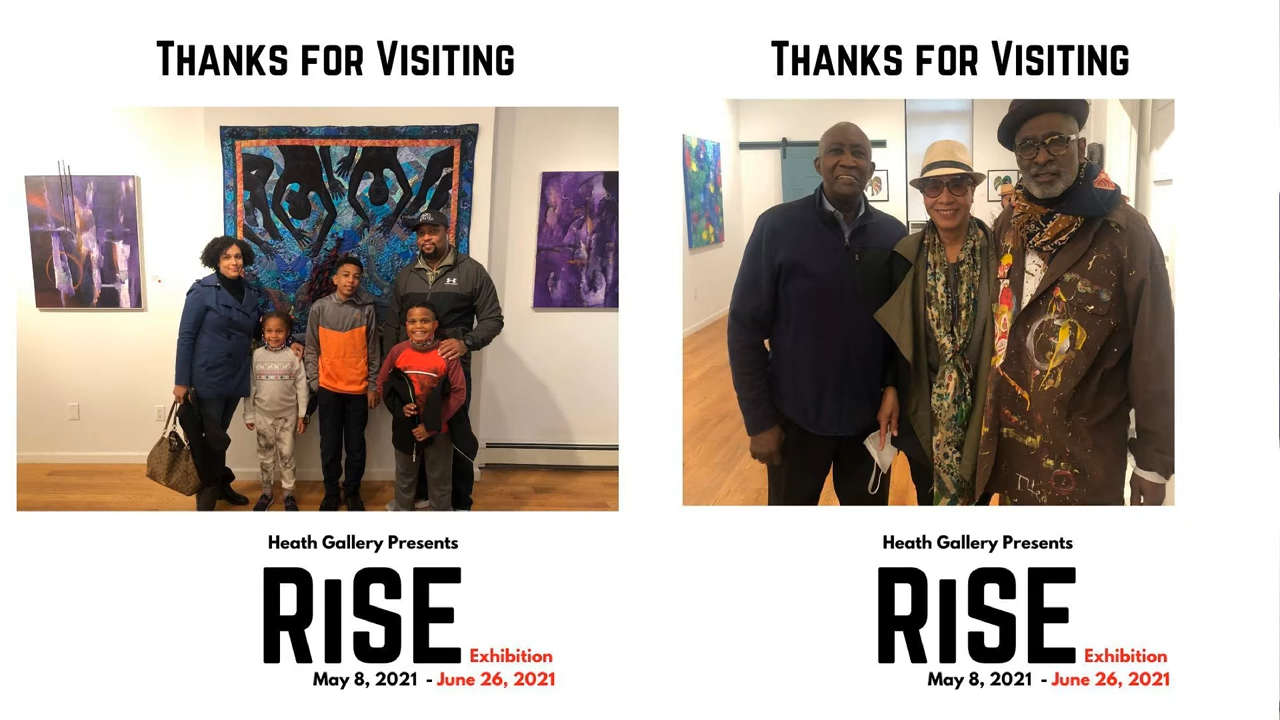 Thanks for Visiting
Heath Gallery Presents
RiSE
Exhibition
May 8, 2021 - June 26, 2021
Thanks for Visiting
Heath Gallery Presents
RiSE
Exhibition
May 8, 2021 - June 26, 2021